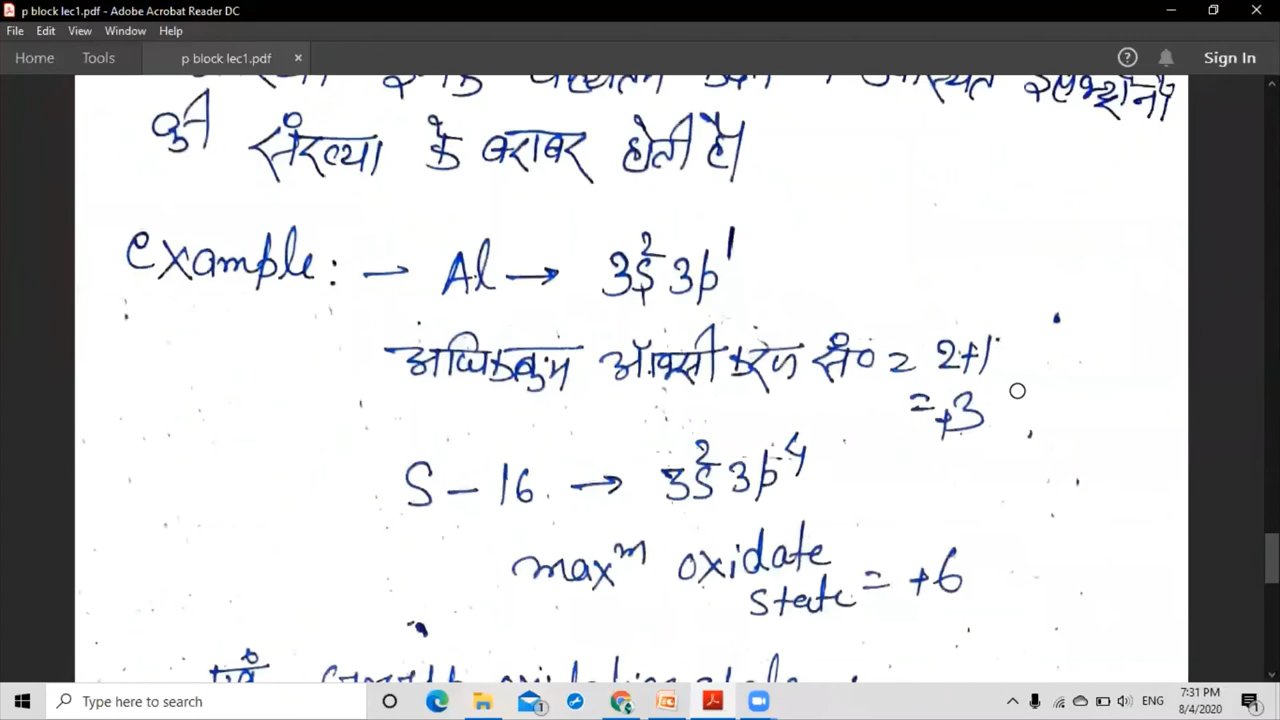 p block lec1.pdf - Adobe Acrobat Reader DC
File Edit View Window Help
Home Tools p block lec1.pdf × Sign In
की संख्या के बराबर होती है।
example:- Al → 3s² 3p¹
अधिकतम ऑक्सीकरण सं० = 2+1
= +3
S - 16 → 3s² 3p⁴
maxᵐ oxidate
state = +6
Type here to search
ENG
7:31 PM
8/4/2020